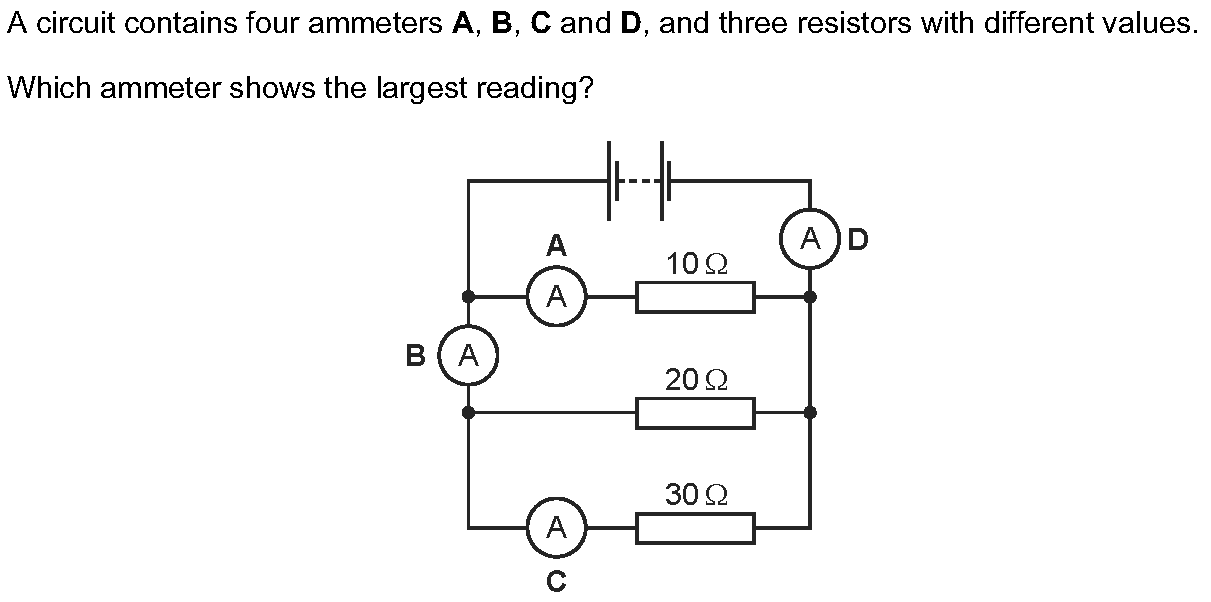 A circuit contains four ammeters A, B, C and D, and three resistors with different values.
Which ammeter shows the largest reading?
A
A D
10 Ω
A
B A
20 Ω
30 Ω
A
C